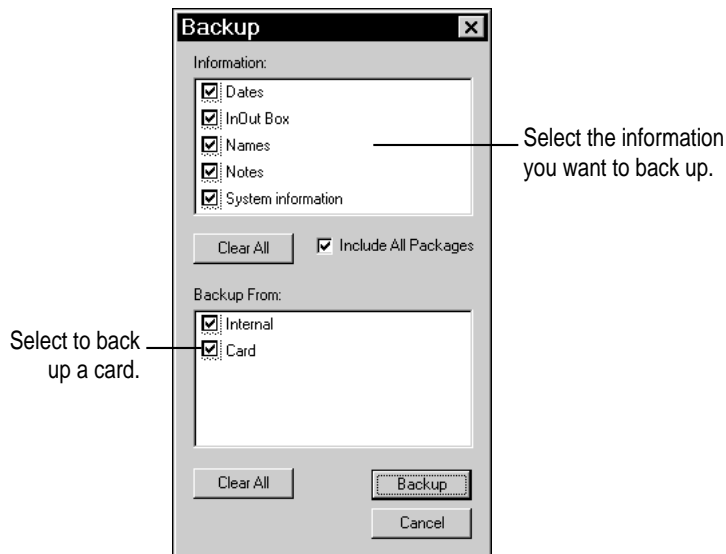 Backup
Information:
Dates
InOut Box
Names
Notes
System information
Select the information
you want to back up.
Clear All
Include All Packages
Backup From:
Internal
Card
Select to back
up a card.
Clear All
Backup
Cancel